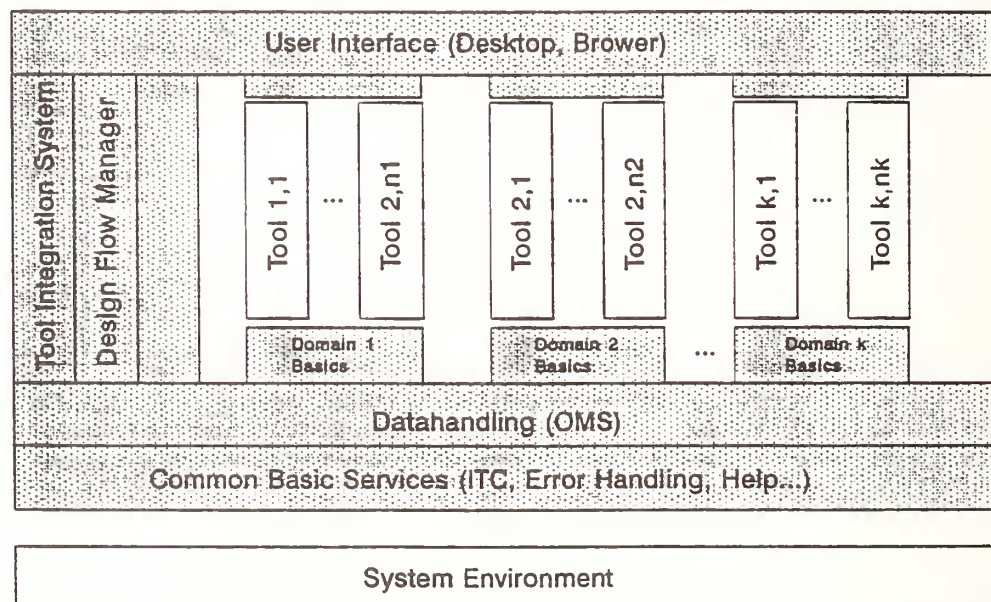 User Interface (Desktop, Brower)
Tool Integration System
Design Flow Manager
Tool 1,1
...
Tool 2,n1
Tool 2,1
...
Tool 2,n2
Tool k,1
...
Tool k,nk
Domain 1
Basics
Domain 2
Basics
...
Domain k
Basics
Datahandling (OMS)
Common Basic Services (ITC, Error Handling, Help...)
System Environment